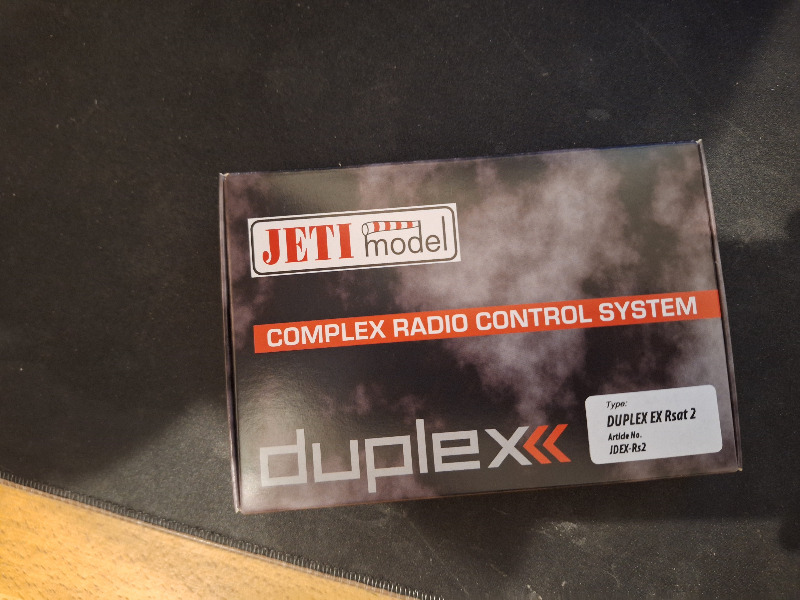 JETI model
COMPLEX RADIO CONTROL SYSTEM
duplex
Type:
DUPLEX EX Rsat 2
Article No.
JDEX-Rs2